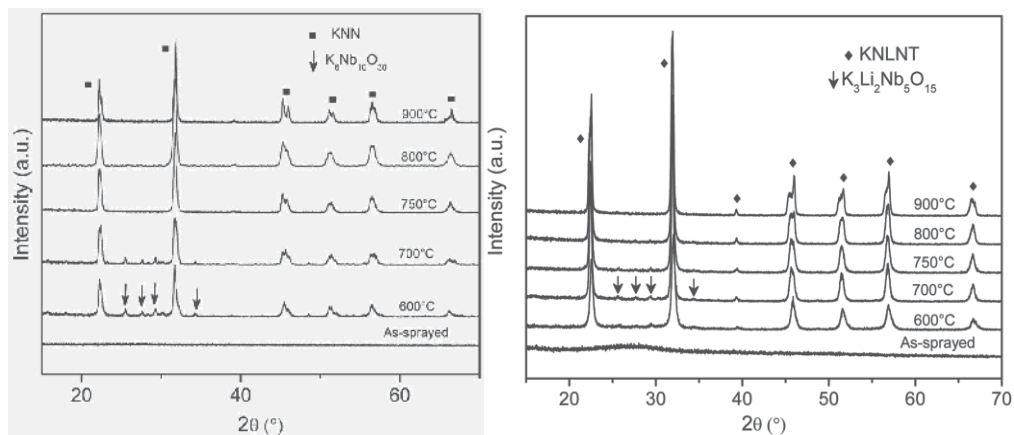 ■ KNN
↓ K₆Nb₁₀O₃₀
900°C
800°C
750°C
700°C
600°C
As-sprayed
Intensity (a.u.)
20 40 60
2θ (°)
♦ KNLNT
↓ K₃Li₂Nb₅O₁₅
900°C
800°C
750°C
700°C
600°C
As-sprayed
Intensity (a.u.)
20 30 40 50 60 70
2θ (°)